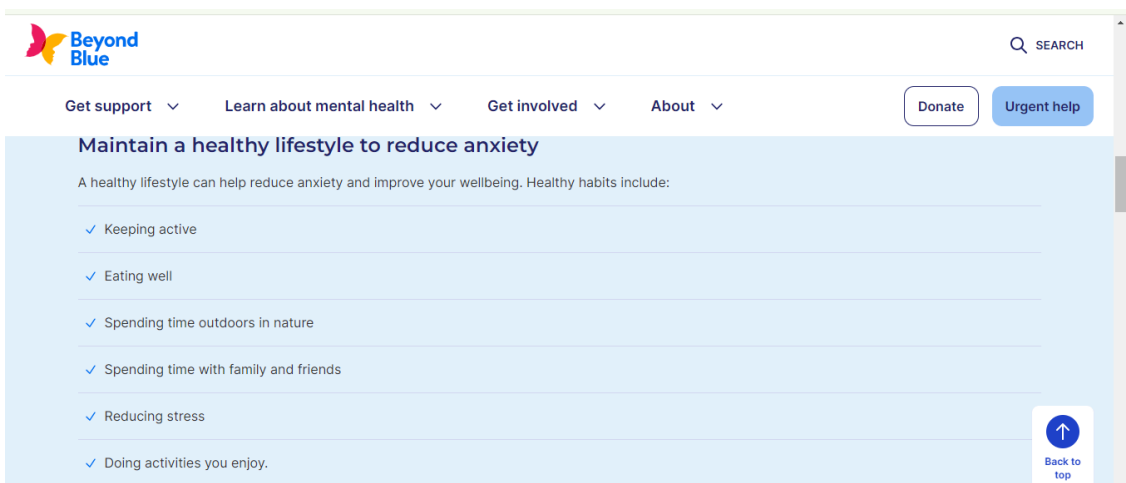 Beyond
Blue
SEARCH
Get support
Learn about mental health
Get involved
About
Donate
Urgent help
Maintain a healthy lifestyle to reduce anxiety
A healthy lifestyle can help reduce anxiety and improve your wellbeing. Healthy habits include:
Keeping active
Eating well
Spending time outdoors in nature
Spending time with family and friends
Reducing stress
Doing activities you enjoy.
Back to
top